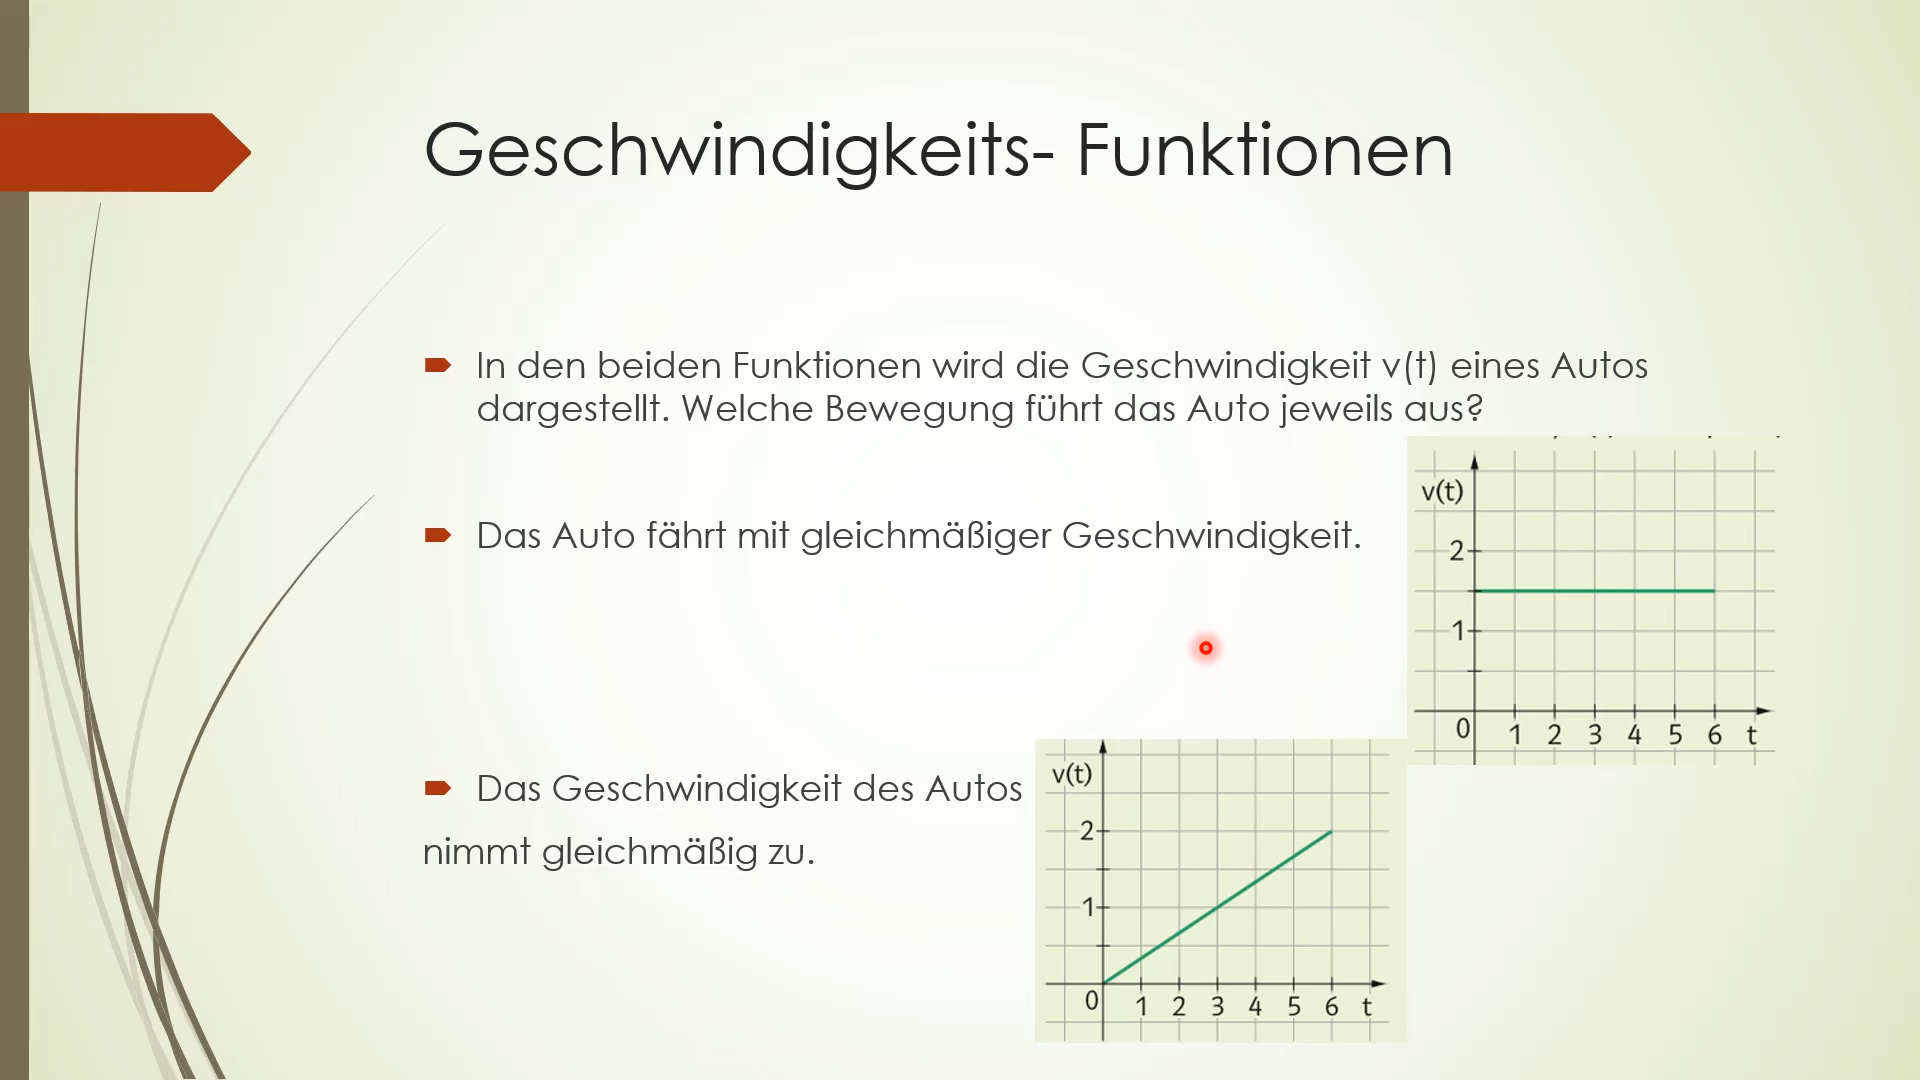 Geschwindigkeits- Funktionen
In den beiden Funktionen wird die Geschwindigkeit v(t) eines Autos
dargestellt. Welche Bewegung führt das Auto jeweils aus?
Das Auto fährt mit gleichmäßiger Geschwindigkeit.
v(t)
2
1
0 1 2 3 4 5 6 t
Das Geschwindigkeit des Autos
nimmt gleichmäßig zu.
v(t)
2
1
0 1 2 3 4 5 6 t